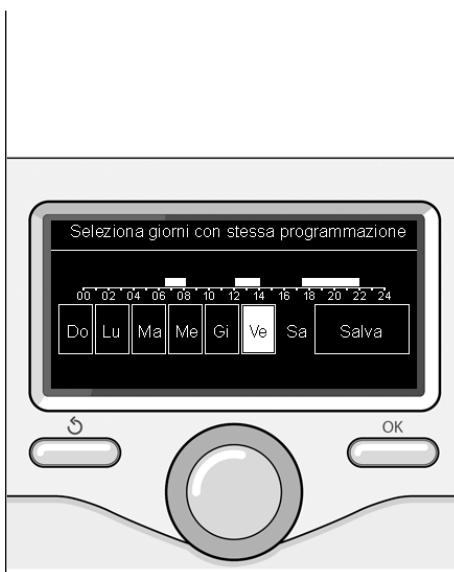 Seleziona giorni con stessa programmazione
00 02 04 06 08 10 12 14 16 18 20 22 24
Do Lu Ma Me Gi Ve Sa Salva
OK